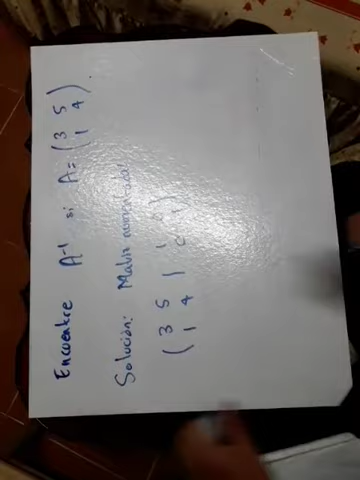 Encuentre A⁻¹ si A = (3 5
1 4).
Solución: Matriz aumentada:
(3 5 | 1 0
1 4 | 0 1)